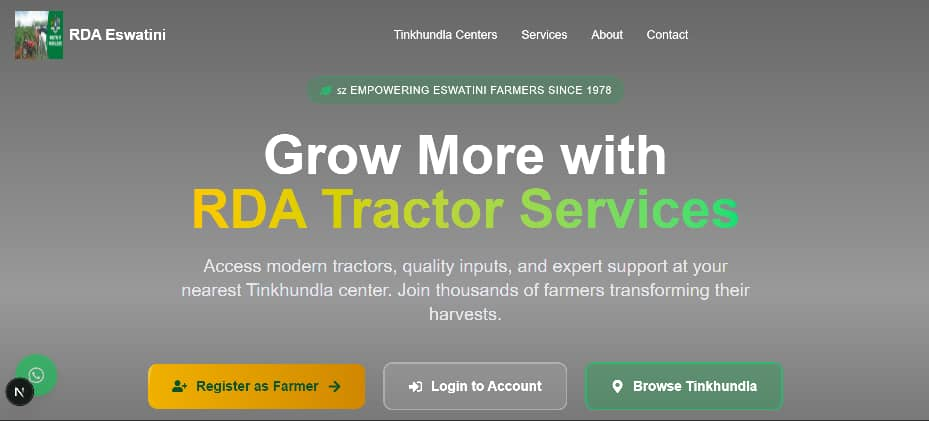 RDA Eswatini
Tinkhundla Centers Services About Contact
sz EMPOWERING ESWATINI FARMERS SINCE 1978
Grow More with
RDA Tractor Services
Access modern tractors, quality inputs, and expert support at your
nearest Tinkhundla center. Join thousands of farmers transforming their
harvests.
Register as Farmer
Login to Account
Browse Tinkhundla
N